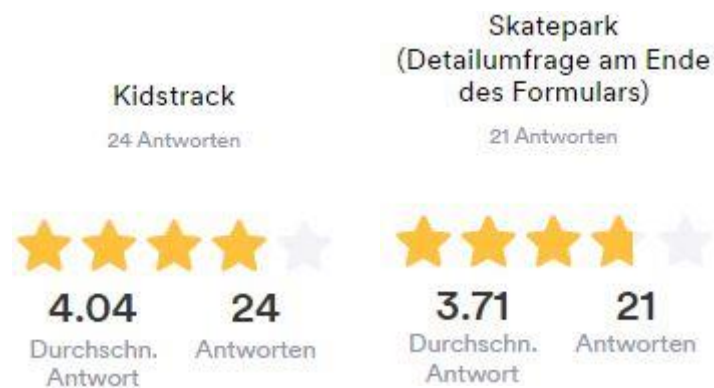 Kidstrack
24 Antworten
4.04
24
Durchschn.
Antwort
Antworten
Skatepark
(Detailumfrage am Ende
des Formulars)
21 Antworten
3.71
21
Durchschn.
Antwort
Antworten